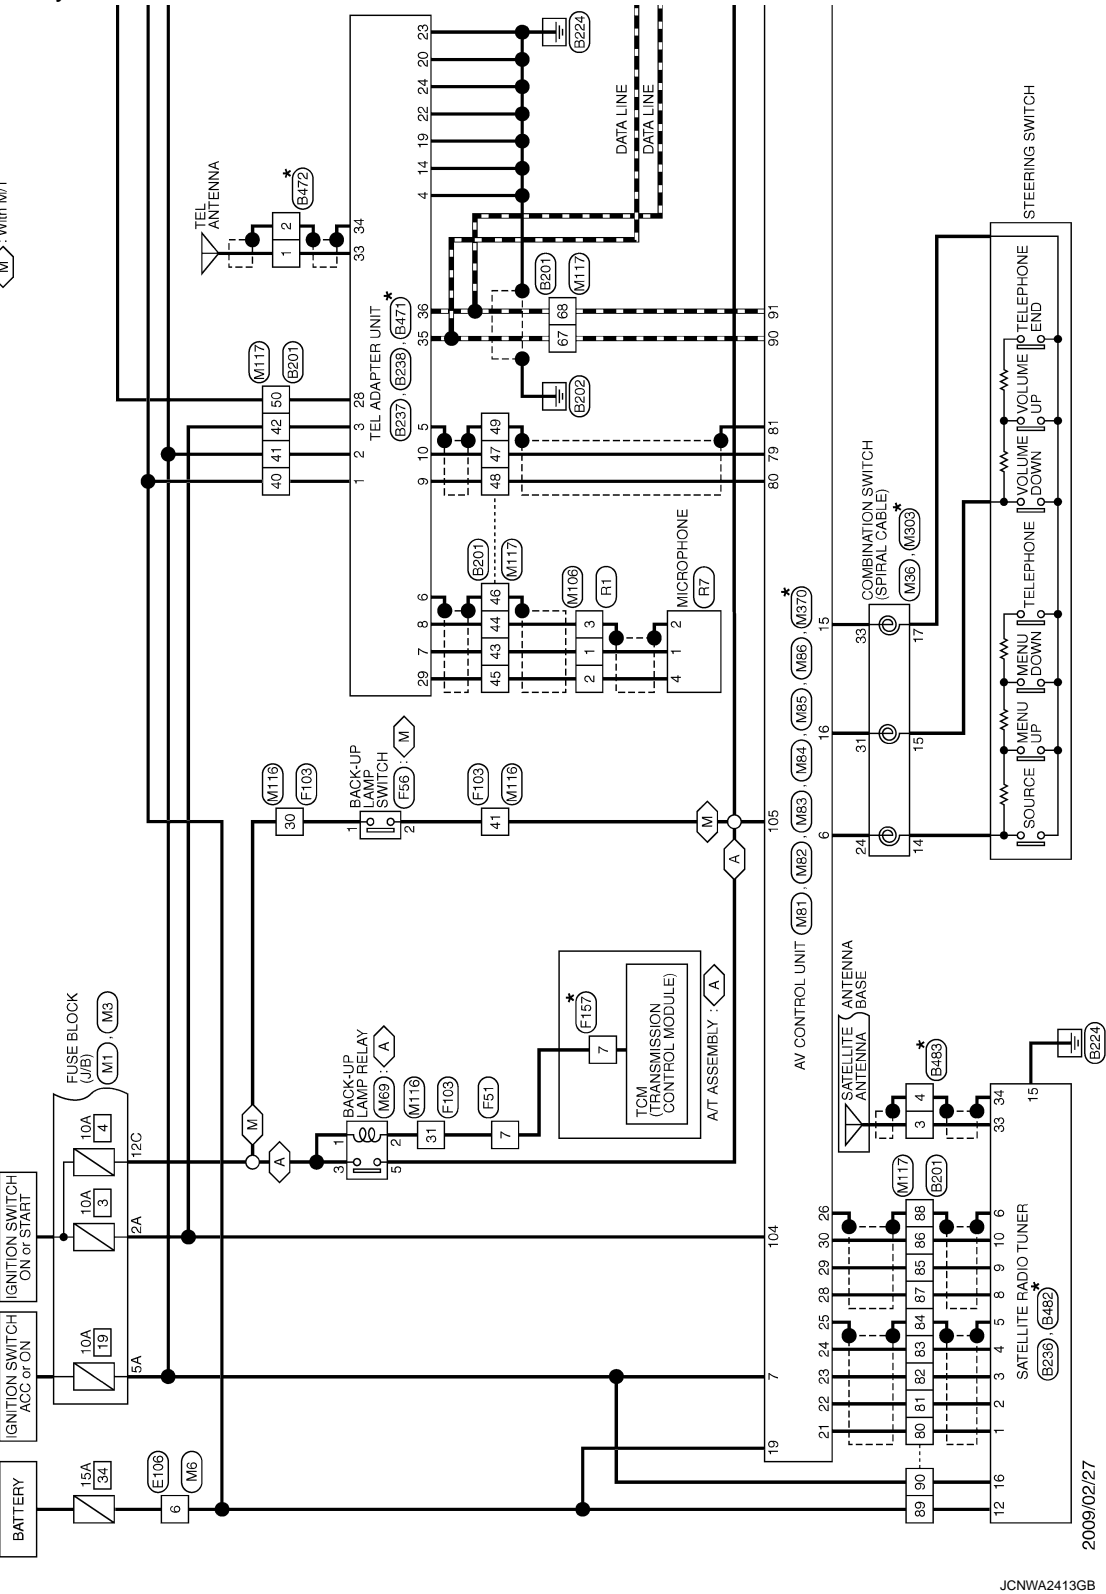 M : With M/T
BATTERY
IGNITION SWITCH
ACC or ON
IGNITION SWITCH
ON or START
15A
34
10A
19
10A
3
10A
4
FUSE BLOCK
(J/B)
M1 , M3
E106
6
M6
5A
2A
12C
M
A
BACK-UP
LAMP RELAY
M69 : A
1
2
3
5
M116
31
F103
F51
7
*
F157
7
TCM
(TRANSMISSION
CONTROL MODULE)
A/T ASSEMBLY : A
M116
30
F103
BACK-UP
LAMP
SWITCH
F56 : M
1
2
F103
41
M116
M
A
TEL
ANTENNA
*
B472
1
2
33
34
M117
B201
50
42
41
40
28
3
2
1
TEL ADAPTER UNIT
*
B237 , B238 , B471
23
20
24
22
19
14
4
B224
DATA LINE
DATA LINE
36
35
B201
M117
68
67
91
90
B202
5
10
9
49
47
48
81
79
80
6
8
7
29
B201
M117
46
44
43
45
M106
R1
3
1
2
MICROPHONE
R7
2
1
4
105
104
7
19
AV CONTROL UNIT
M81 , M82 , M83 , M84 , M85 , M86 , M370
*
15
16
6
COMBINATION SWITCH
(SPIRAL CABLE)
*
M36 , M303
33
31
24
17
15
14
STEERING SWITCH
SOURCE
MENU
UP
MENU
DOWN
TELEPHONE
VOLUME
DOWN
VOLUME
UP
TELEPHONE
END
SATELLITE
ANTENNA
ANTENNA
BASE
*
B483
3
4
33
34
15
B224
M117
B201
26
30
29
28
25
24
23
22
21
88
86
85
87
84
83
82
81
80
90
89
6
10
9
8
5
4
3
2
1
16
12
SATELLITE RADIO TUNER
*
B236 , B482
2009/02/27
JCNWA2413GB